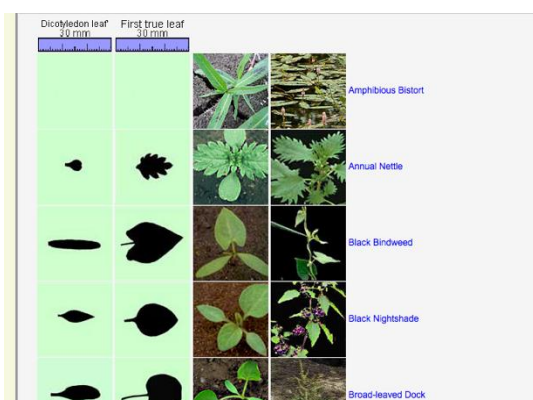 Dicotyledon leaf
First true leaf
30 mm
30 mm
Amphibious Bistort
Annual Nettle
Black Bindweed
Black Nightshade
Broad-leaved Dock